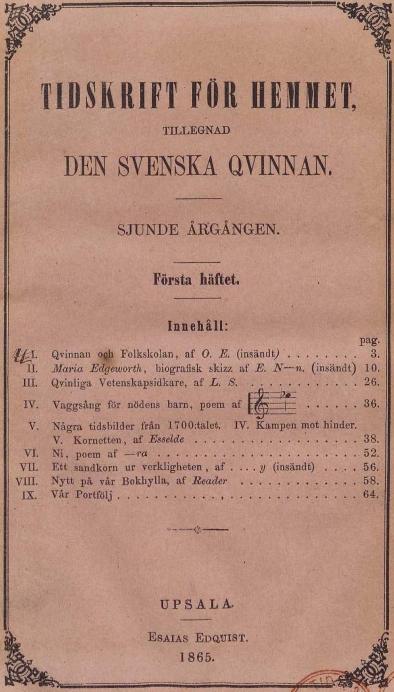 TIDSKRIFT FÖR HEMMET,
TILLEGNAD
DEN SVENSKA QVINNAN.
SJUNDE ÅRGÅNGEN.
Första häftet.
Innehåll:
pag.
I. Qvinnan och Folkskolan, af O. E. (insändt) . . . . . . . . 3.
II. Maria Edgeworth, biografisk skizz af E. N—n. (insändt) 10.
III. Qvinliga Vetenskapsidkare, af L. S. . . . . . . . . . . . . 26.
IV. Vaggsång för nödens barn, poem af . . . . . . 36.
V. Några tidsbilder från 1700:talet. IV. Kampen mot hinder.
V. Kornetten, af Esselde . . . . . . . . . . . . . . . . 38.
VI. Ni, poem af —ra . . . . . . . . . . . . . . . . . . . 52.
VII. Ett sandkorn ur verkligheten, af . . . . y (insändt) . . . 56.
VIII. Nytt på vår Bokhylla, af Reader . . . . . . . . . . . . 58.
IX. Vår Portfölj . . . . . . . . . . . . . . . . . . . . . . 64.
UPSALA.
ESAIAS EDQUIST.
1865.